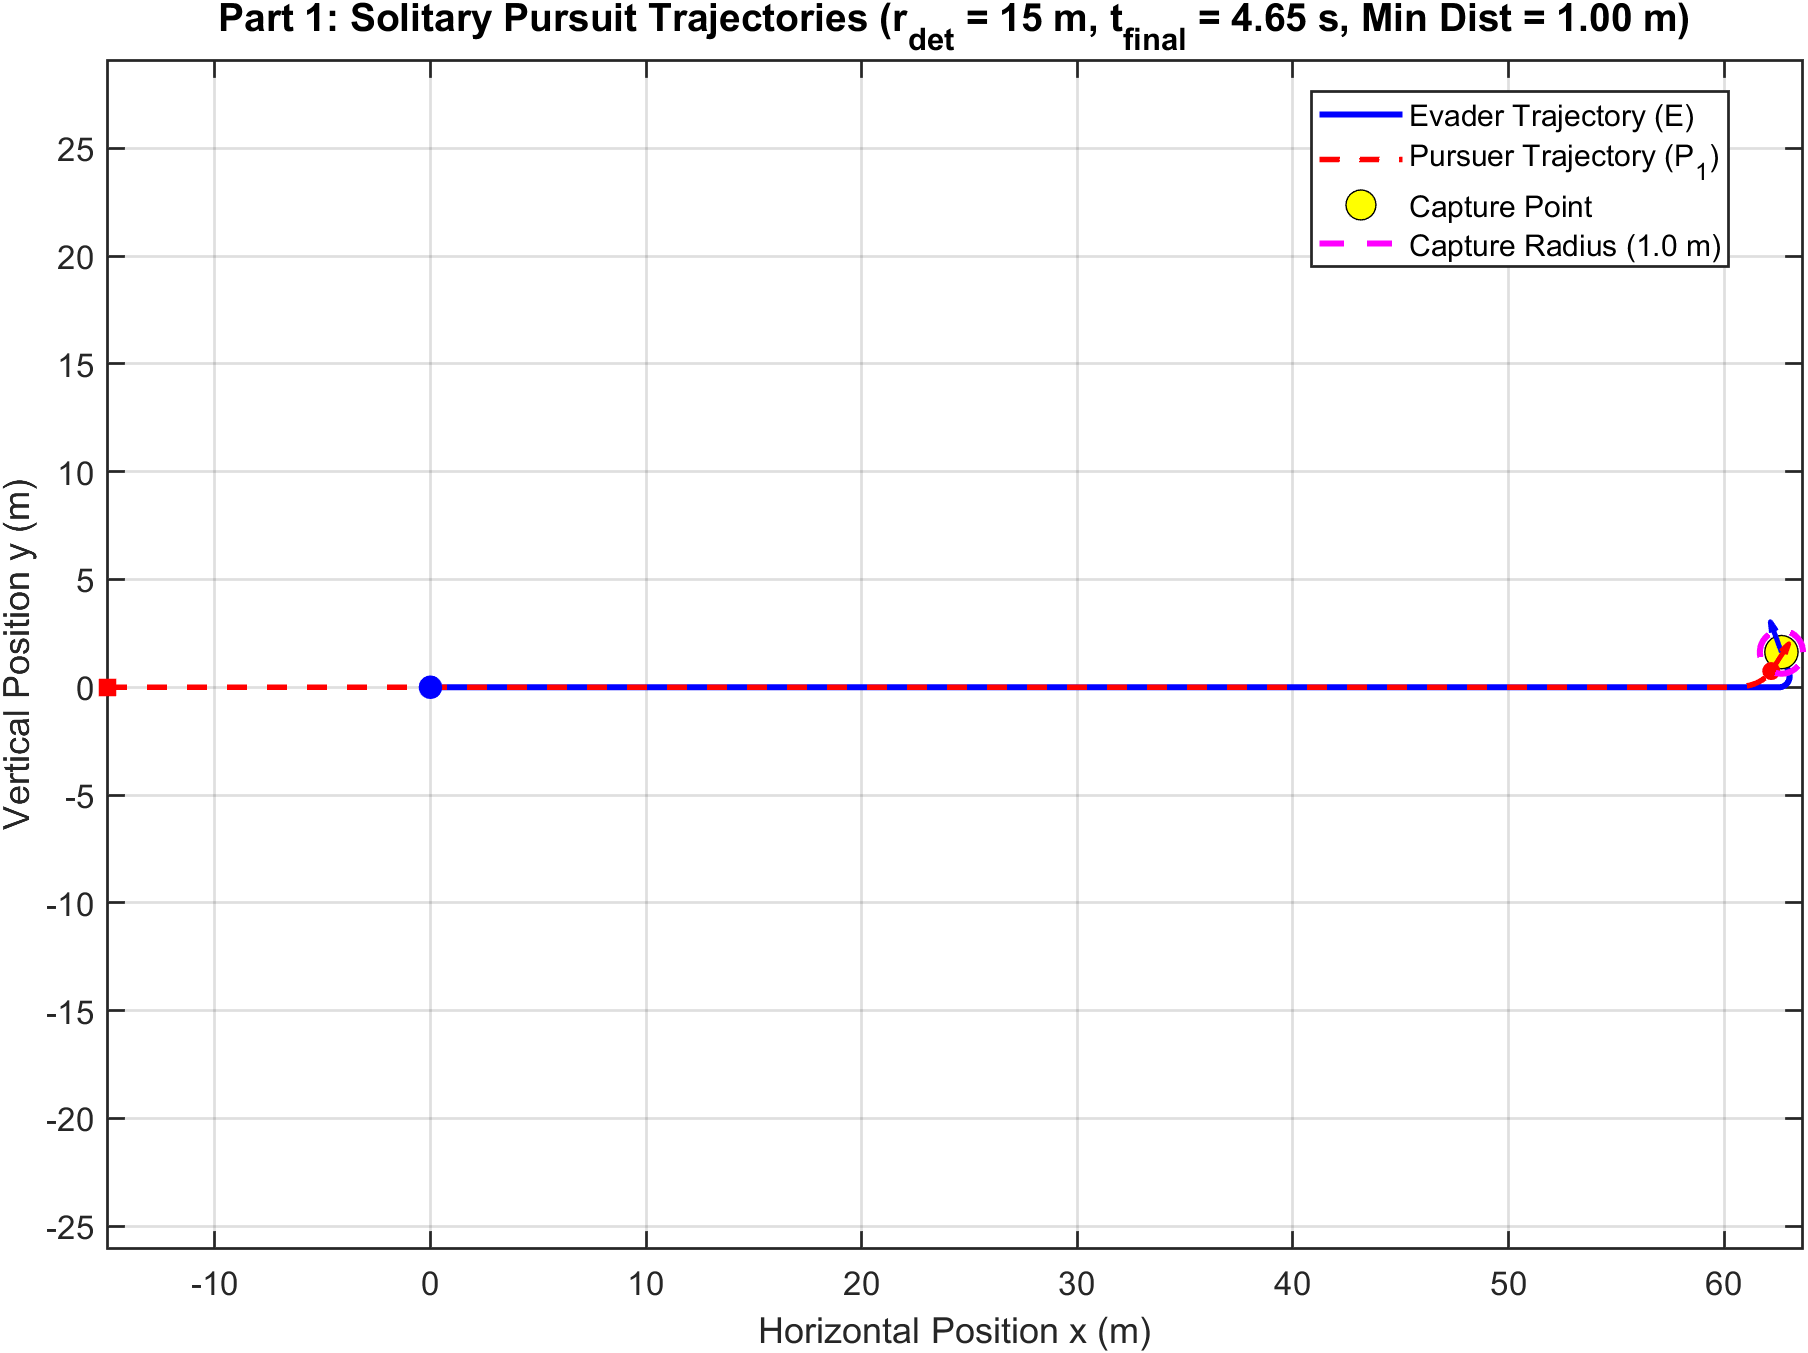 Part 1: Solitary Pursuit Trajectories (r_det = 15 m, t_final = 4.65 s, Min Dist = 1.00 m)
Evader Trajectory (E)
Pursuer Trajectory (P_1)
Capture Point
Capture Radius (1.0 m)
25
20
15
10
5
0
-5
-10
-15
-20
-25
Vertical Position y (m)
-10
0
10
20
30
40
50
60
Horizontal Position x (m)